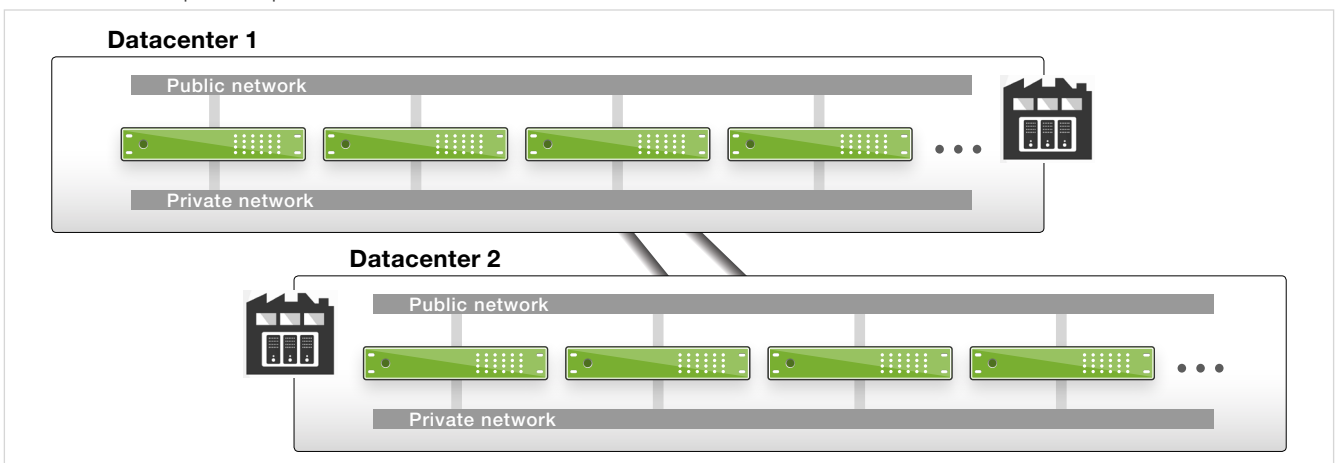 Datacenter 1
Public network
Private network
Datacenter 2
Public network
Private network